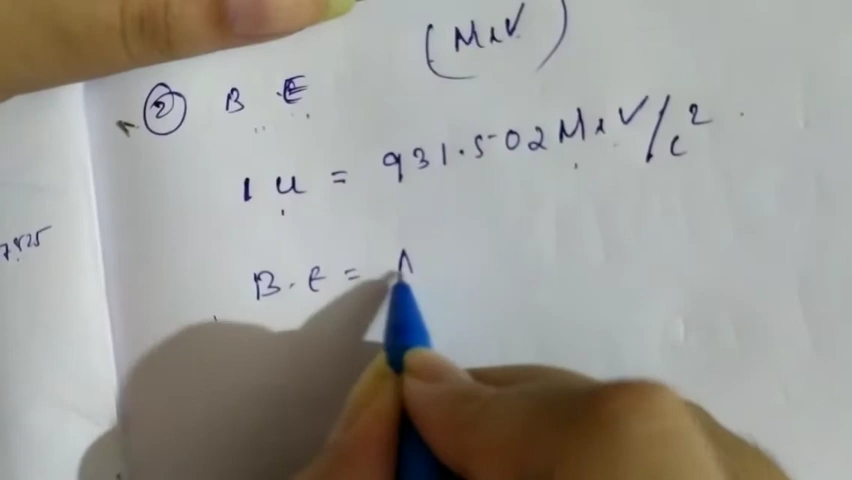 (MeV)
② B E
1 u = 931.502 MeV/c²
B.E =